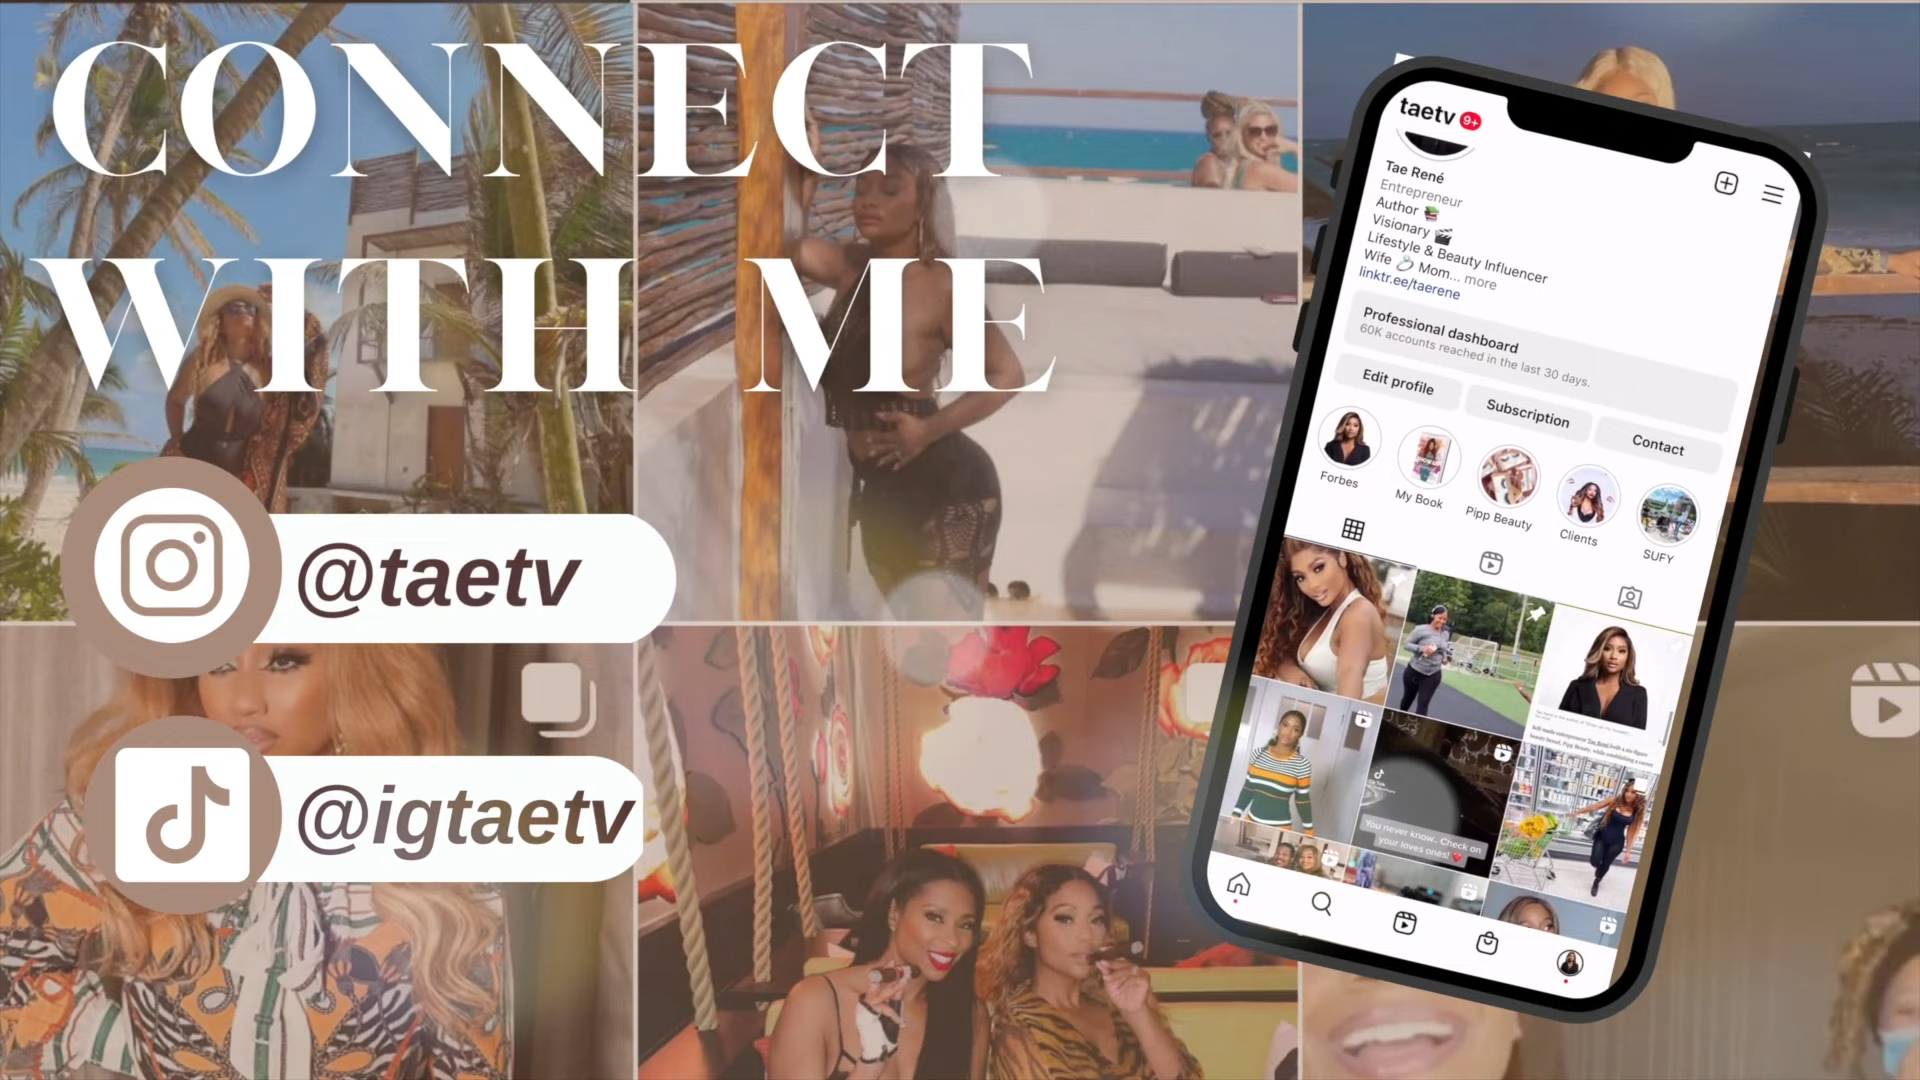 CONNECT
WITH ME
@taetv
@igtaetv
taetv 9+
Tae René
Entrepreneur
Author 📚
Visionary 🎬
Lifestyle & Beauty Influencer
Wife 💍 Mom... more
linktr.ee/taerene
Professional dashboard
60K accounts reached in the last 30 days.
Edit profile
Subscription
Contact
Forbes
My Book
Pipp Beauty
Clients
SUFY
You never know.. Check on
your loves ones! ❤️